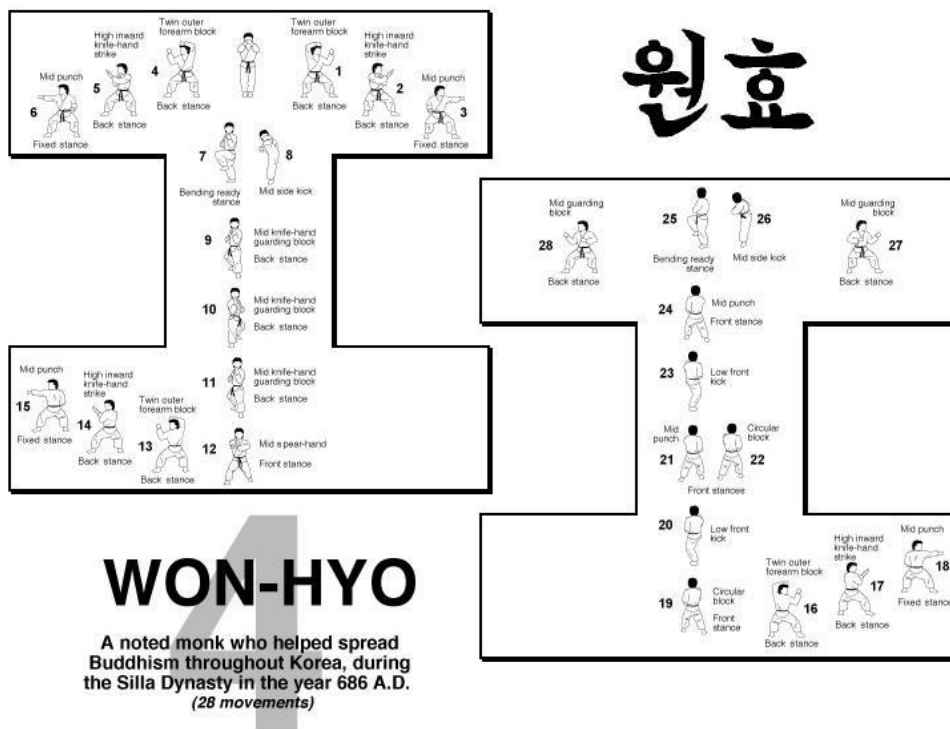 Twin outer
forearm block
4
Back stance
High inward
knife-hand
strike
5
Back stance
Mid punch
6
Fixed stance
Twin outer
forearm block
1
Back stance
High inward
knife-hand
strike
2
Back stance
Mid punch
3
Fixed stance
7
Bending ready
stance
8
Mid side kick
9
Mid knife-hand
guarding block
Back stance
10
Mid knife-hand
guarding block
Back stance
11
Mid knife-hand
guarding block
Back stance
12
Mid spear-hand
Front stance
Twin outer
forearm block
13
Back stance
High inward
knife-hand
strike
14
Back stance
Mid punch
15
Fixed stance
4
WON-HYO
A noted monk who helped spread
Buddhism throughout Korea, during
the Silla Dynasty in the year 686 A.D.
(28 movements)
원효
Mid guarding
block
28
Back stance
25
Bending ready
stance
26
Mid side kick
Mid guarding
block
27
Back stance
24
Mid punch
Front stance
23
Low front
kick
Mid
punch
21
Circular
block
22
Front stances
20
Low front
kick
19
Circular
block
Front
stance
Twin outer
forearm block
16
Back stance
High inward
knife-hand
strike
17
Back stance
Mid punch
18
Fixed stance